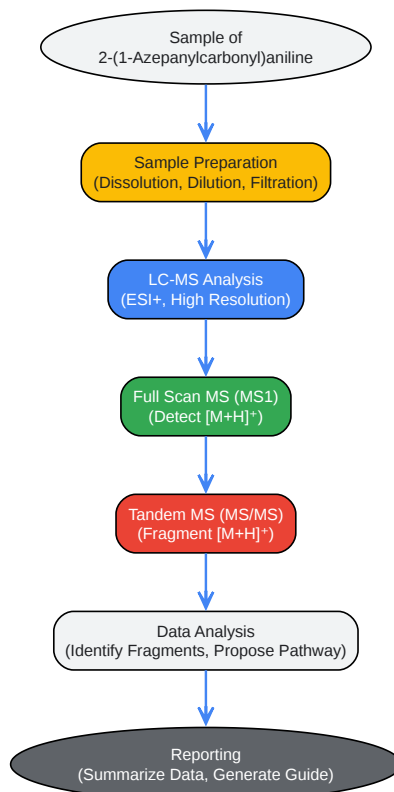 Sample of
2-(1-Azepanylcarbonyl)aniline
Sample Preparation
(Dissolution, Dilution, Filtration)
LC-MS Analysis
(ESI+, High Resolution)
Full Scan MS (MS1)
(Detect [M+H]⁺)
Tandem MS (MS/MS)
(Fragment [M+H]⁺)
Data Analysis
(Identify Fragments, Propose Pathway)
Reporting
(Summarize Data, Generate Guide)